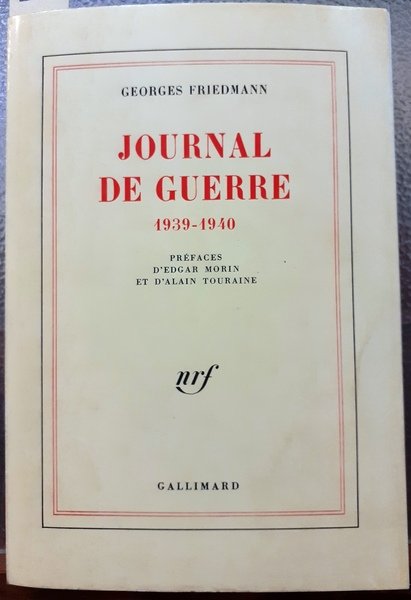 GEORGES FRIEDMANN
JOURNAL
DE GUERRE
1939-1940
PRÉFACES
D'EDGAR MORIN
ET D'ALAIN TOURAINE
nrf
GALLIMARD